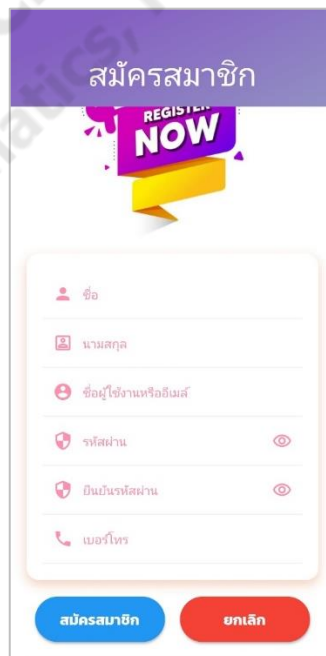 สมัครสมาชิก
REGISTER
NOW
ชื่อ
นามสกุล
ชื่อผู้ใช้งานหรืออีเมล์
รหัสผ่าน
ยืนยันรหัสผ่าน
เบอร์โทร
สมัครสมาชิก
ยกเลิก